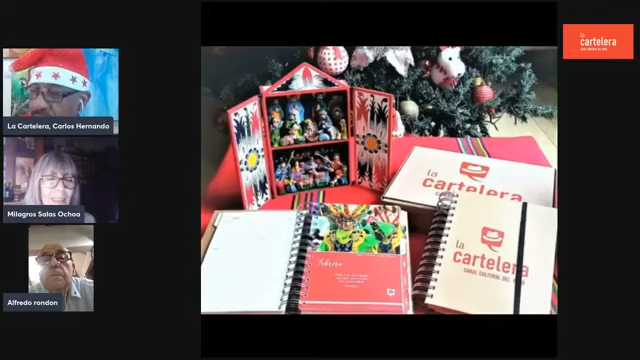 La Cartelera, Carlos Hernando
Milagros Salas Ochoa
Alfredo rondon
la
cartelera
la
cartelera
Febrero
la
cartelera
CANAL CULTURAL DEL PERÚ